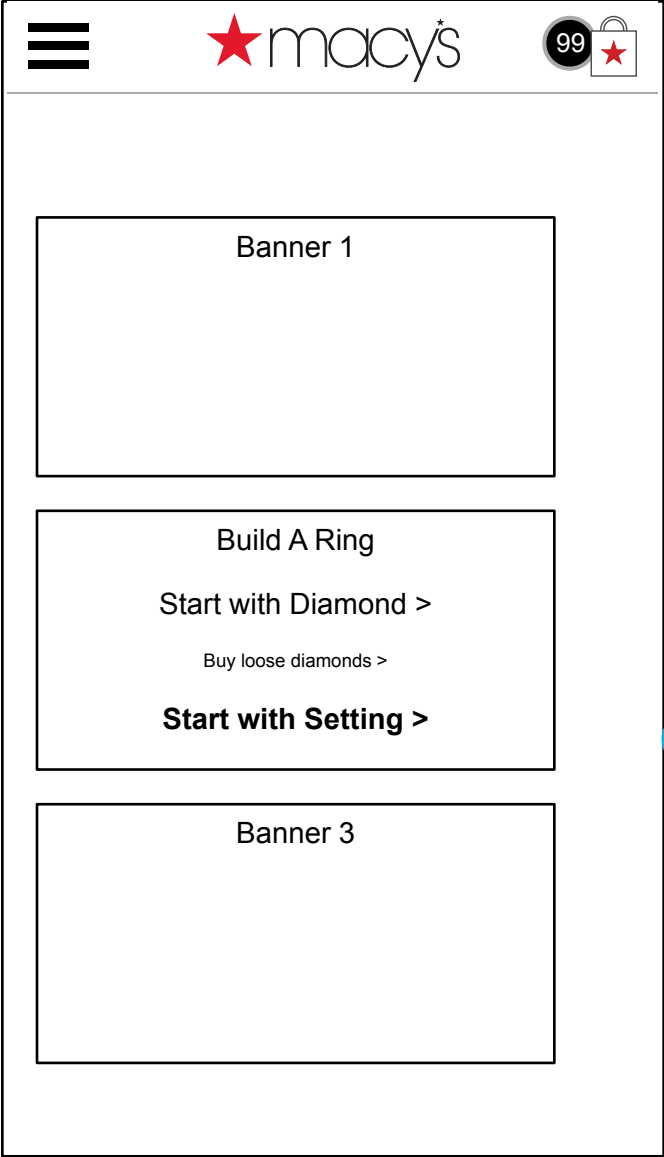 macy's
99
Banner 1
Build A Ring
Start with Diamond >
Buy loose diamonds >
Start with Setting >
Banner 3